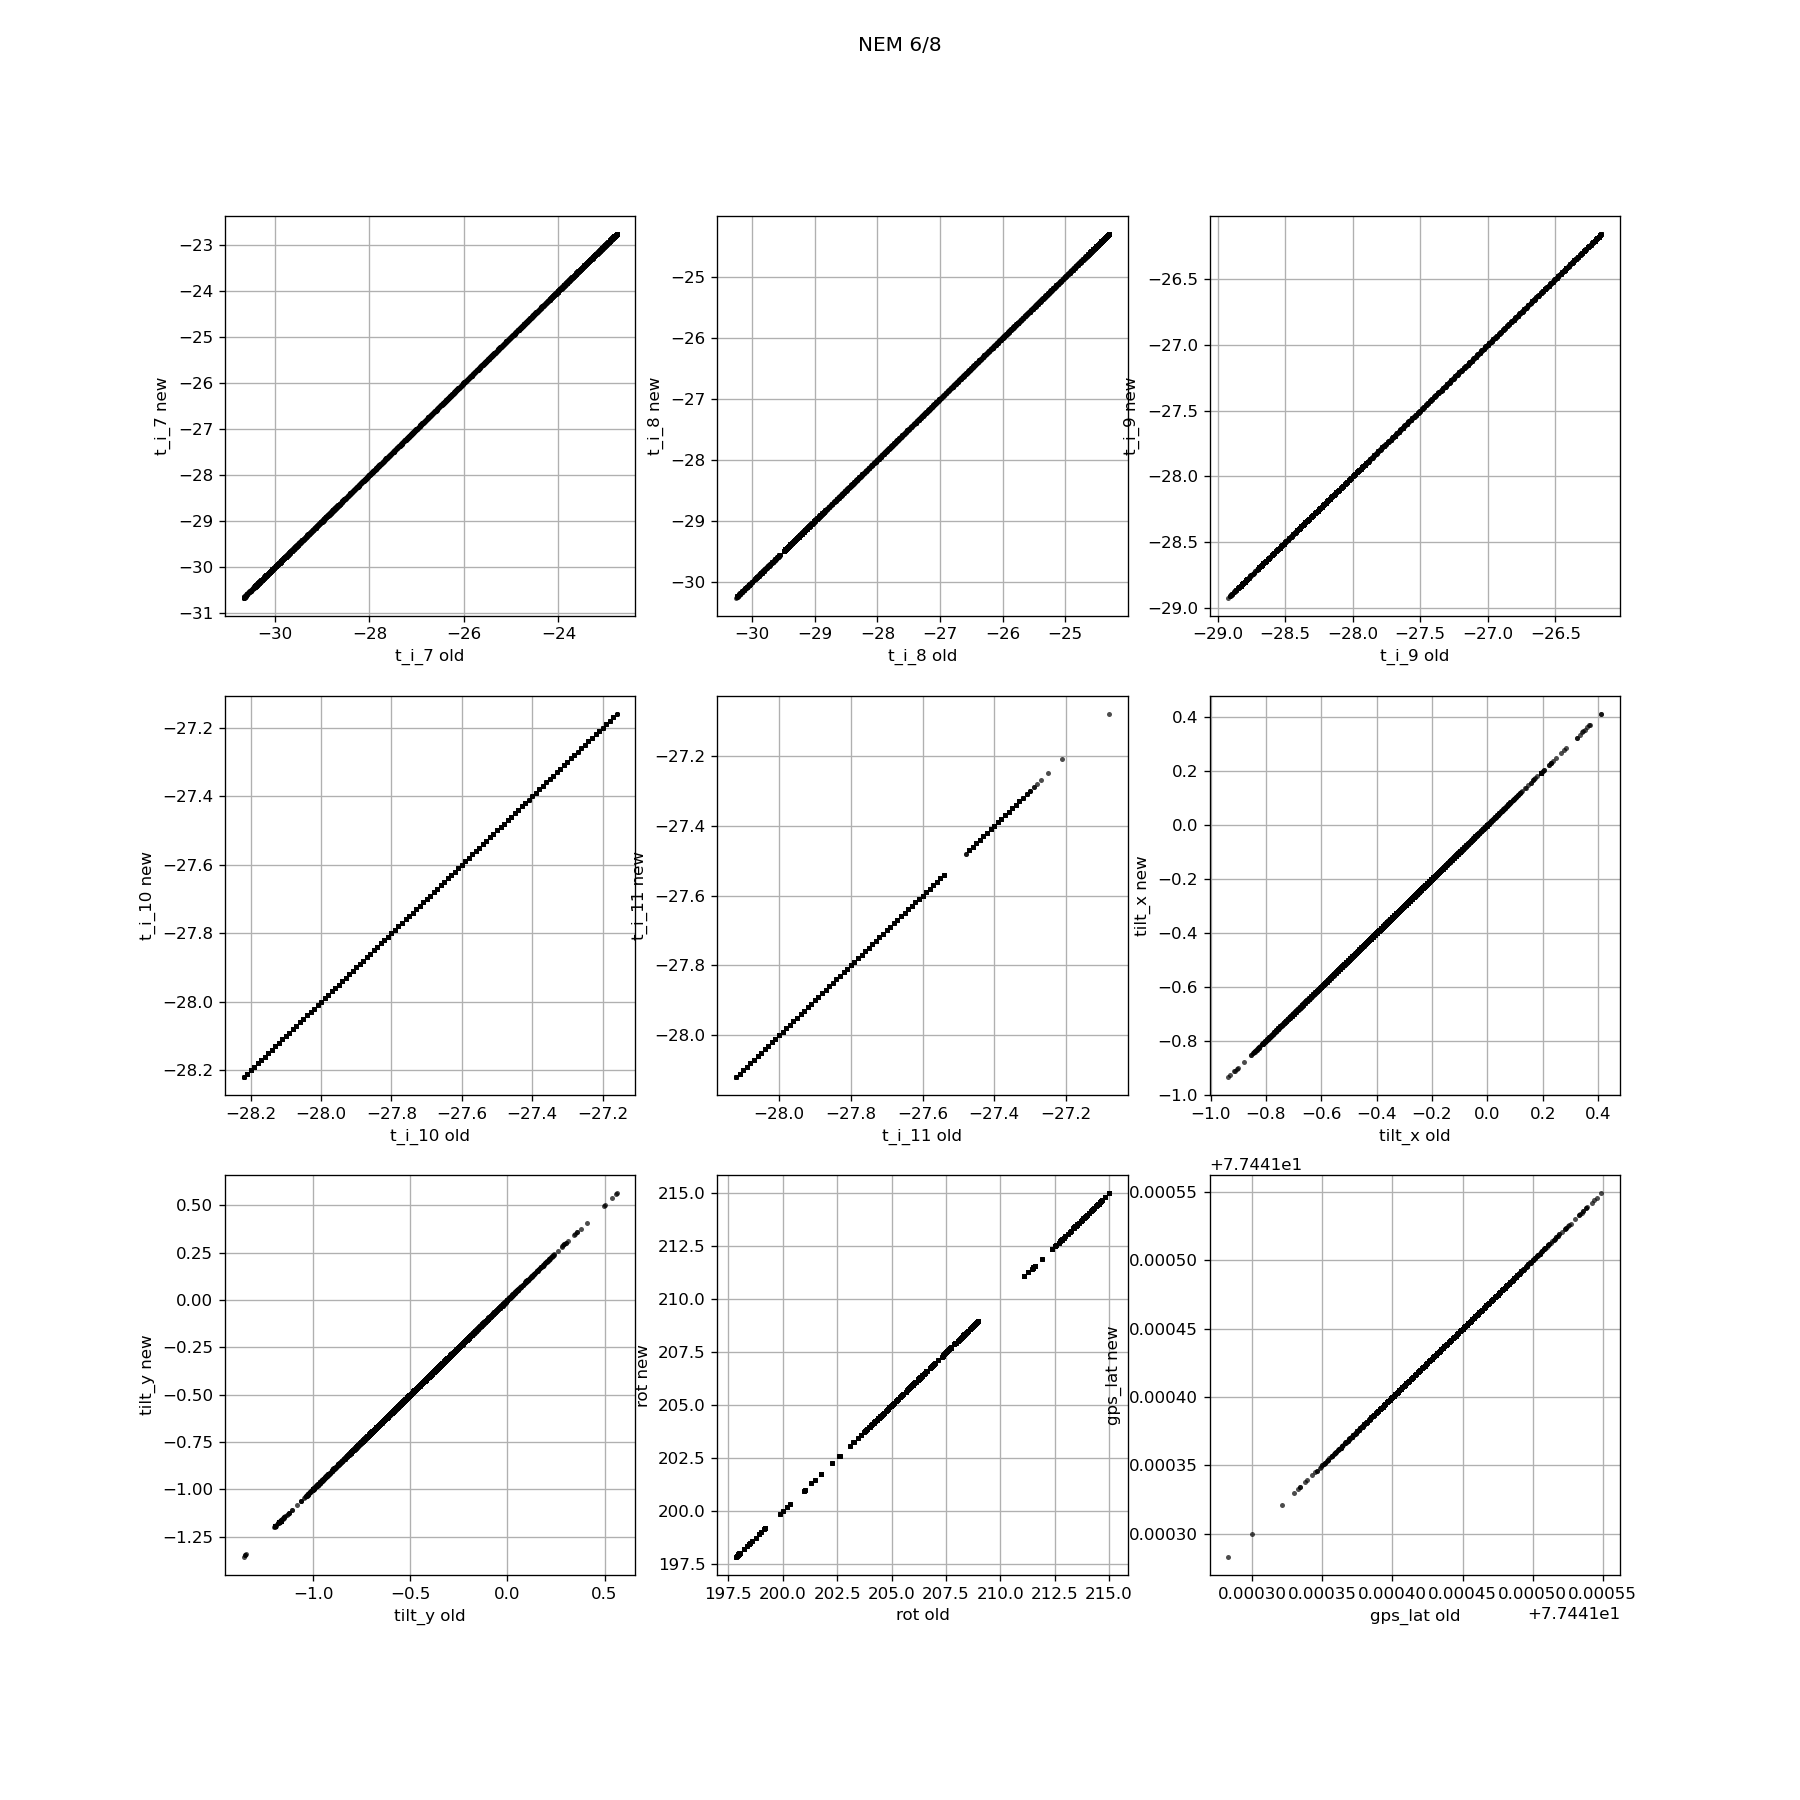 NEM 6/8
−23
−24
−25
−26
−27
−28
−29
−30
−31
t_i_7 new
−30 −28 −26 −24
t_i_7 old
−25
−26
−27
−28
−29
−30
t_i_8 new
−30 −29 −28 −27 −26 −25
t_i_8 old
−26.5
−27.0
−27.5
−28.0
−28.5
−29.0
t_i_9 new
−29.0 −28.5 −28.0 −27.5 −27.0 −26.5
t_i_9 old
−27.2
−27.4
−27.6
−27.8
−28.0
−28.2
t_i_10 new
−28.2 −28.0 −27.8 −27.6 −27.4 −27.2
t_i_10 old
−27.2
−27.4
−27.6
−27.8
−28.0
t_i_11 new
−28.0 −27.8 −27.6 −27.4 −27.2
t_i_11 old
0.4
0.2
0.0
−0.2
−0.4
−0.6
−0.8
−1.0
tilt_x new
−1.0 −0.8 −0.6 −0.4 −0.2 0.0 0.2 0.4
tilt_x old
0.50
0.25
0.00
−0.25
−0.50
−0.75
−1.00
−1.25
tilt_y new
−1.0 −0.5 0.0 0.5
tilt_y old
215.0
212.5
210.0
207.5
205.0
202.5
200.0
197.5
rot new
197.5 200.0 202.5 205.0 207.5 210.0 212.5 215.0
rot old
+7.7441e1
0.00055
0.00050
0.00045
0.00040
0.00035
0.00030
gps_lat new
0.00030 0.00035 0.00040 0.00045 0.00050 0.00055
gps_lat old
+7.7441e1